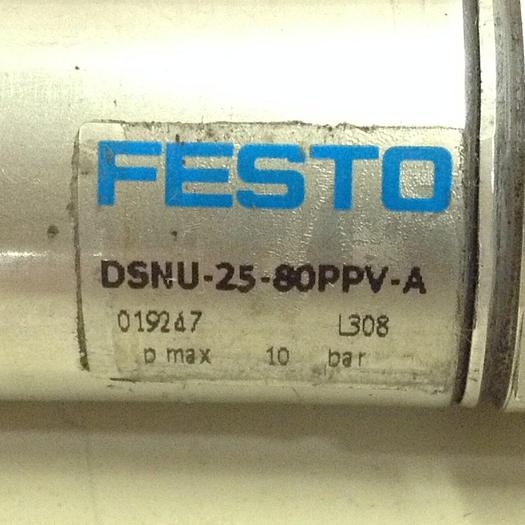 FESTO
DSNU-25-80PPV-A
019247 L308
p max 10 bar